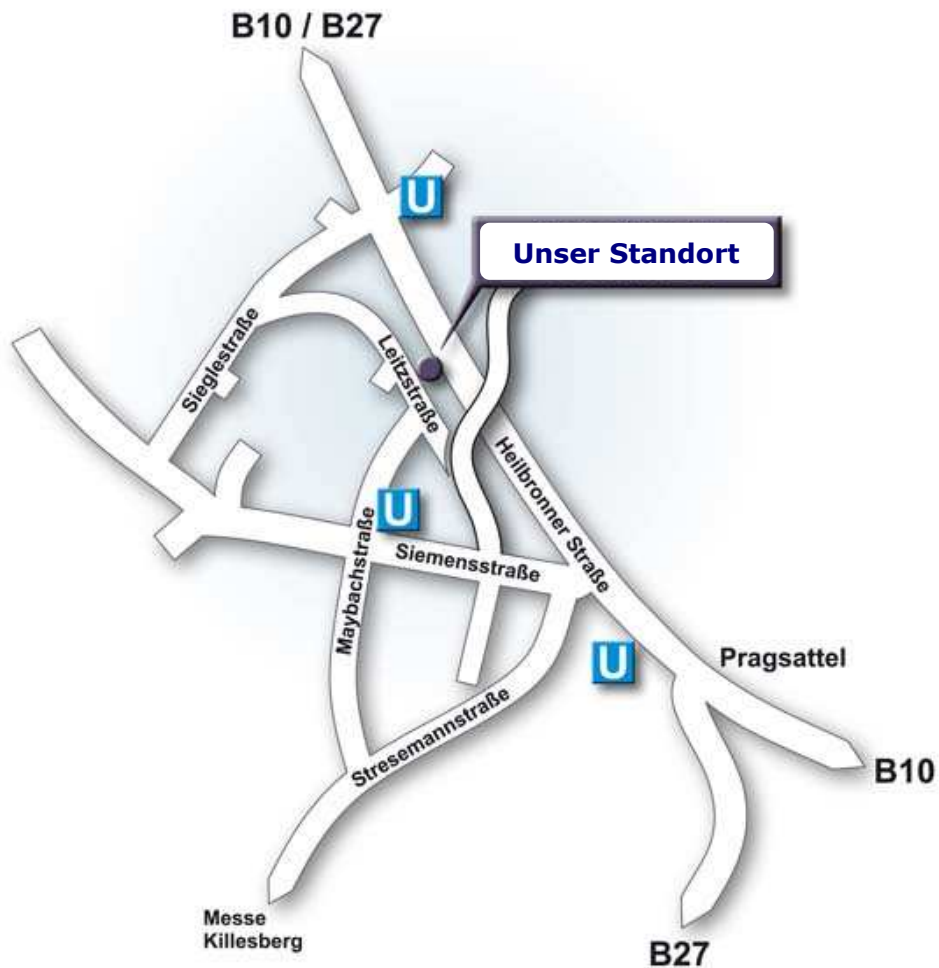 B10 / B27
U
Unser Standort
Sieglestraße
Leitzstraße
Heilbronner Straße
U
Maybachstraße
Siemensstraße
U
Pragsattel
Stresemannstraße
B10
Messe
Killesberg
B27